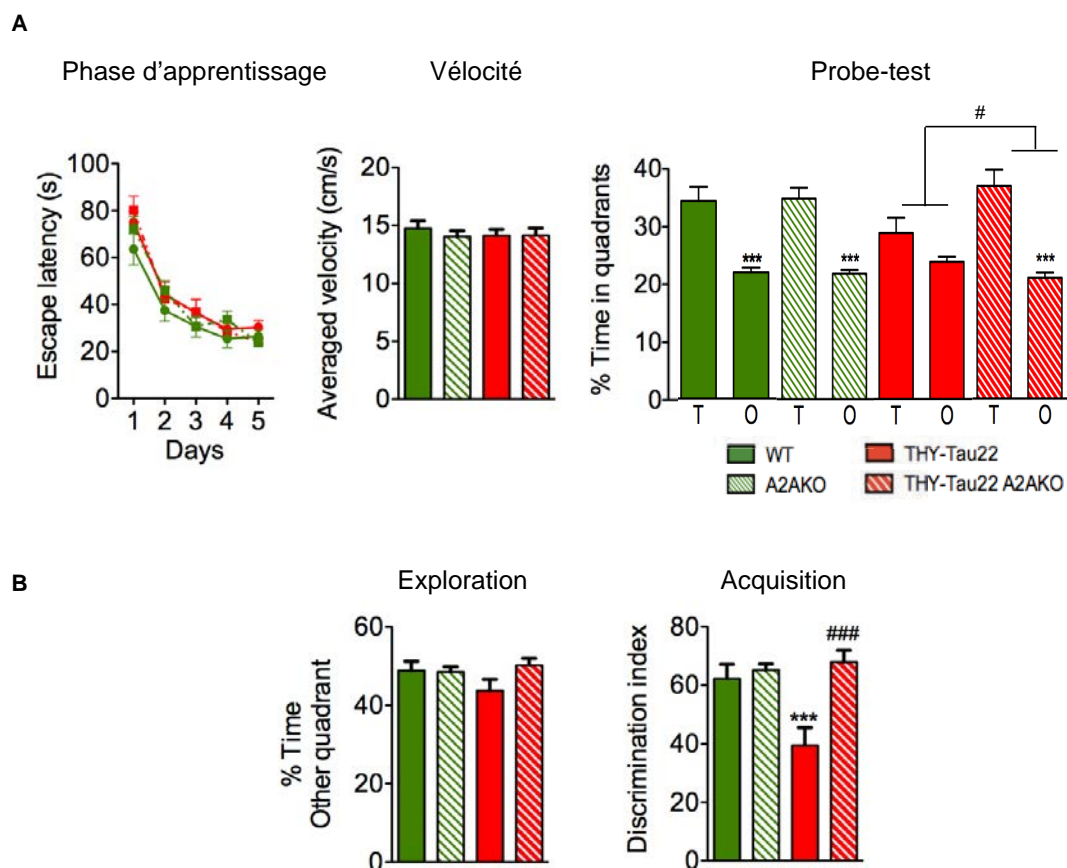 A
Phase d'apprentissage
Vélocité
Probe-test
Escape latency (s)
100
80
60
40
20
0
1 2 3 4 5
Days
Averaged velocity (cm/s)
20
15
10
5
0
% Time in quadrants
40
30
20
10
0
#
*** *** ***
T O T O T O T O
WT
THY-Tau22
A2AKO
THY-Tau22 A2AKO
B
Exploration
Acquisition
% Time
Other quadrant
60
40
20
0
Discrimination index
80
60
40
20
0
***
###